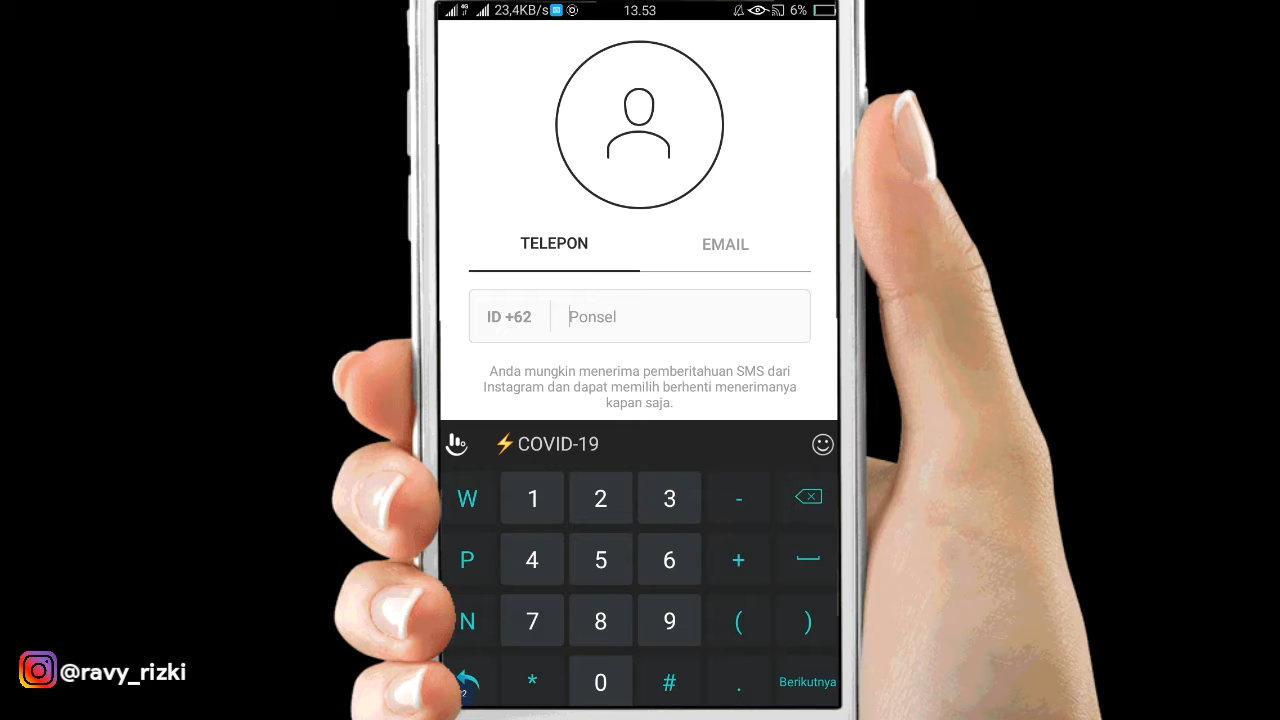 4G 23,4KB/s 13.53 6%
TELEPON EMAIL
ID +62 Ponsel
Anda mungkin menerima pemberitahuan SMS dari
Instagram dan dapat memilih berhenti menerimanya
kapan saja.
⚡COVID-19
W 1 2 3 -
P 4 5 6 +
N 7 8 9 ( )
* 0 # . Berikutnya
@ravy_rizki